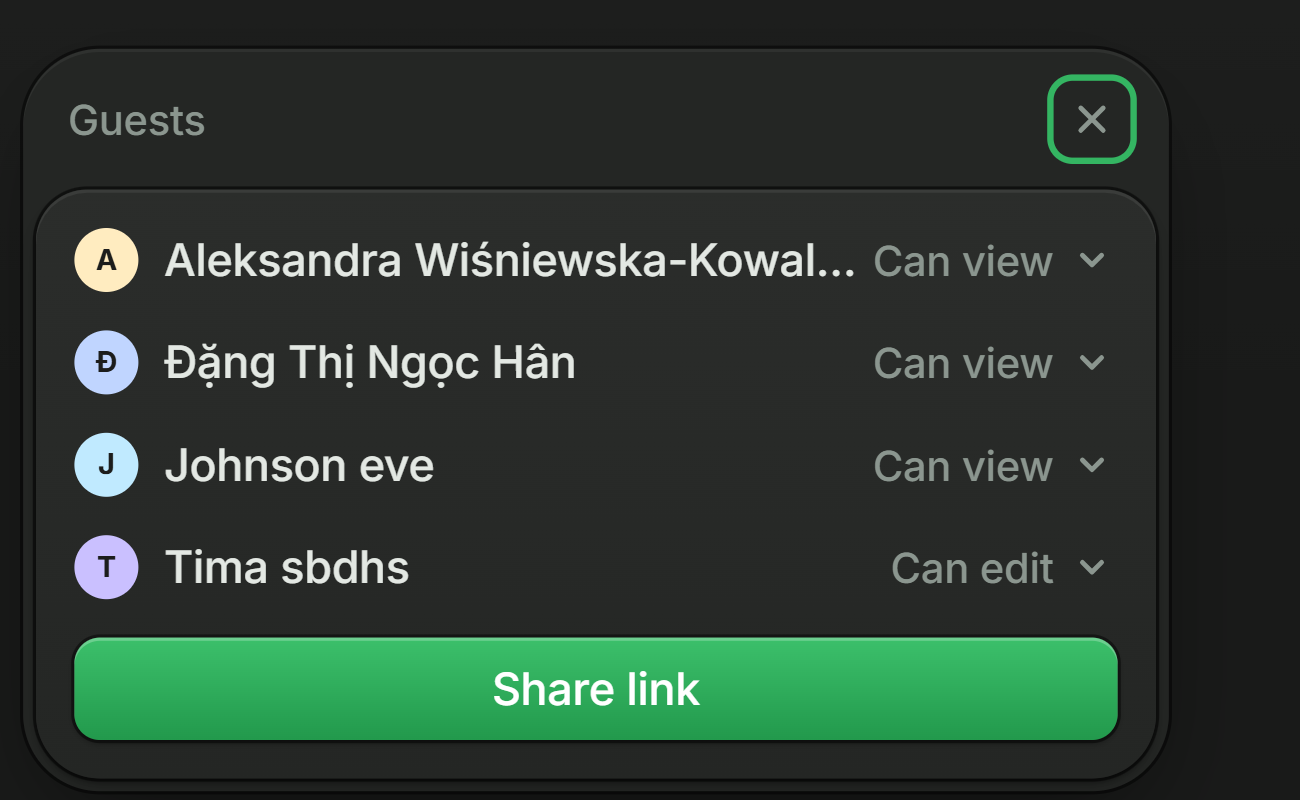 Guests
A Aleksandra Wiśniewska-Kowal... Can view
Đ Đặng Thị Ngọc Hân Can view
J Johnson eve Can view
T Tima sbdhs Can edit
Share link